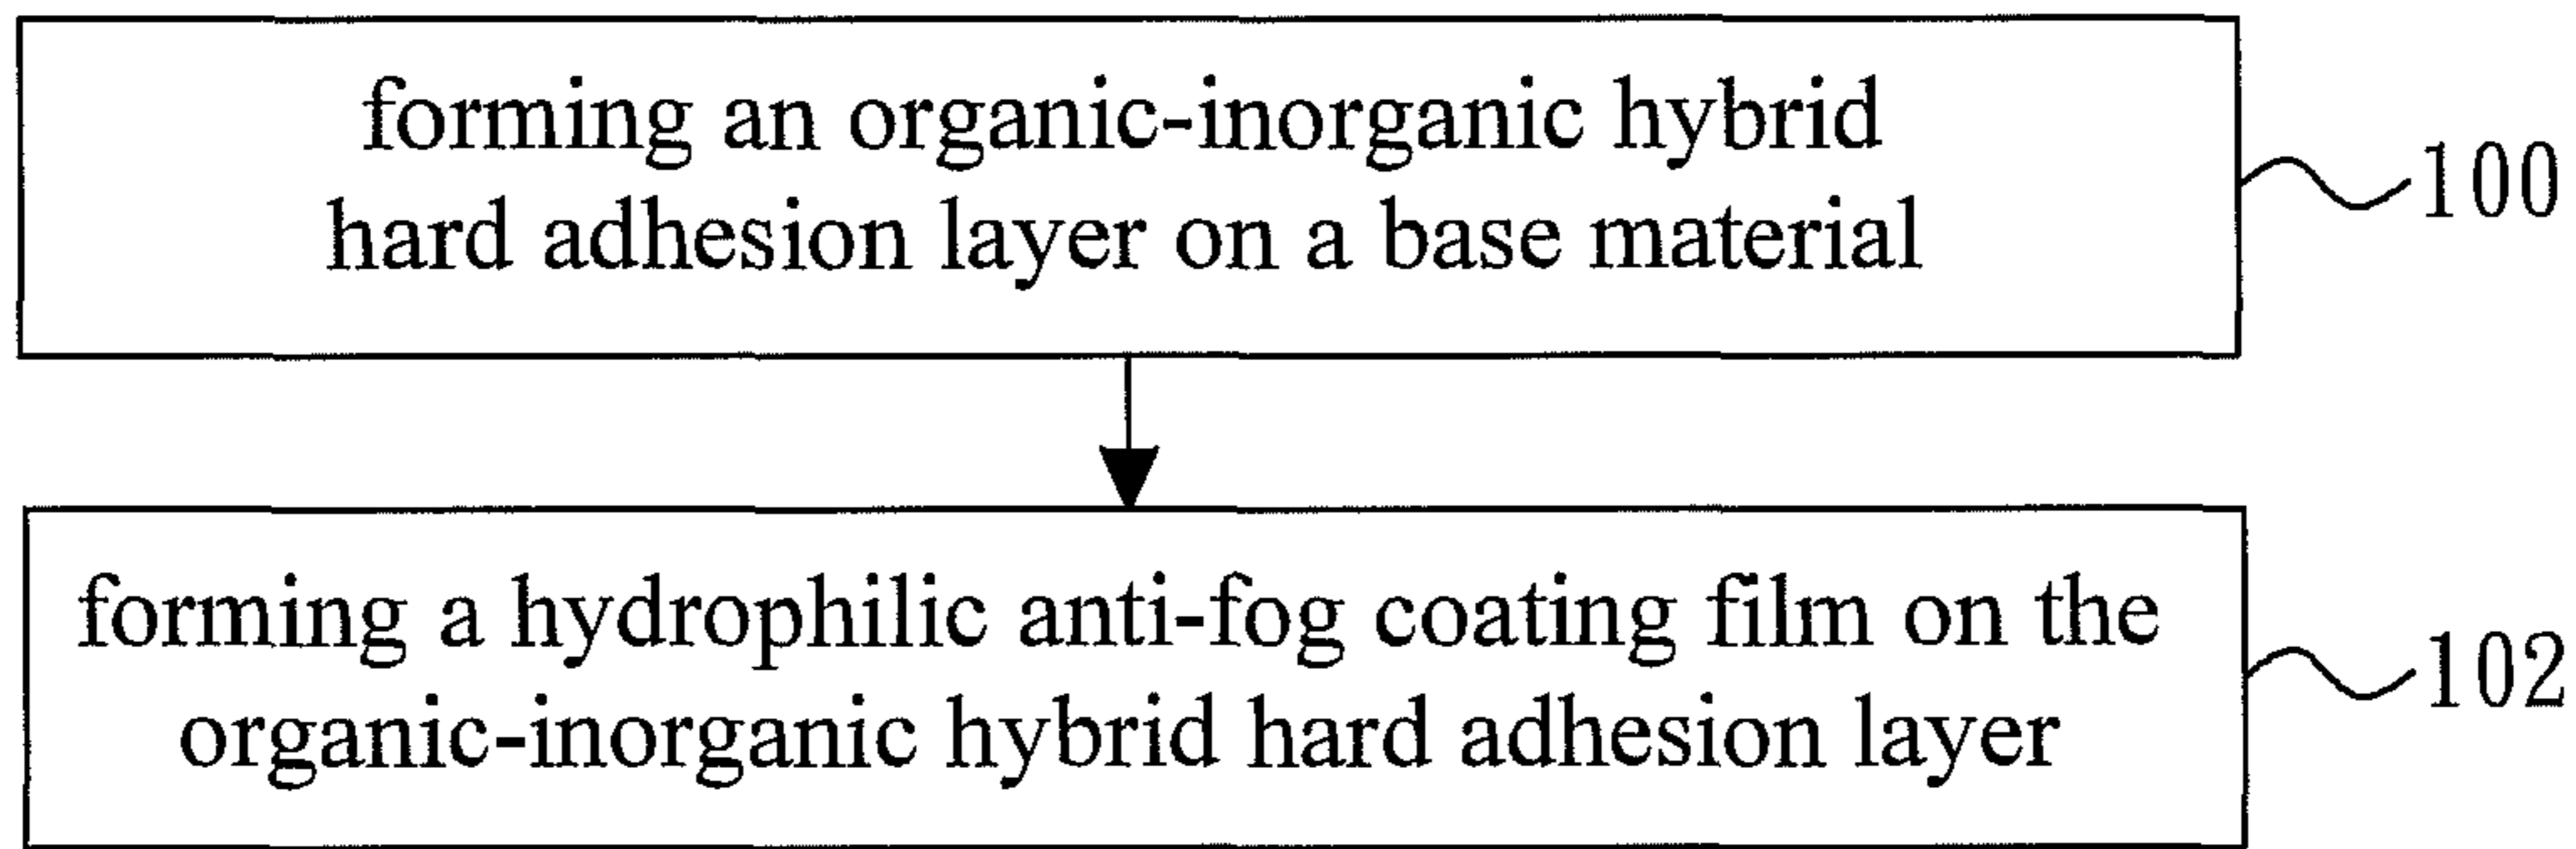 forming an organic-inorganic hybrid
hard adhesion layer on a base material
100
forming a hydrophilic anti-fog coating film on the
organic-inorganic hybrid hard adhesion layer
102